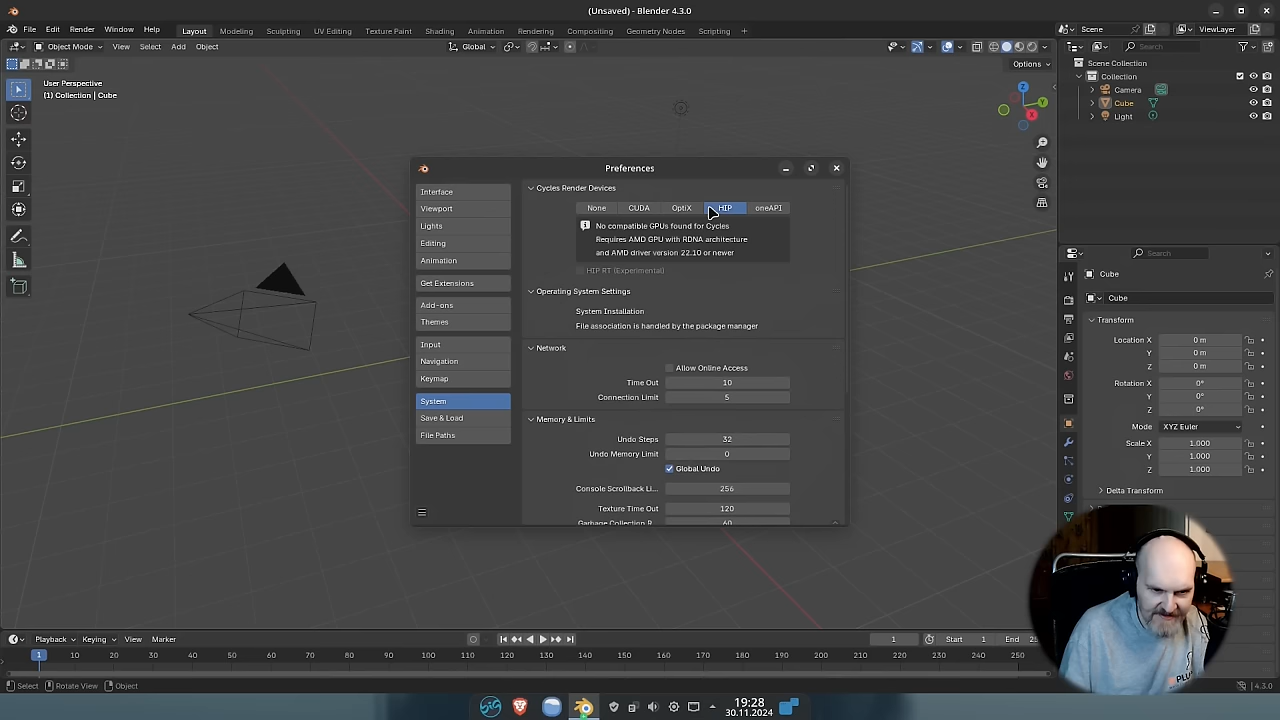 (Unsaved) - Blender 4.3.0
File Edit Render Window Help Layout Modeling Sculpting UV Editing Texture Paint Shading Animation Rendering Compositing Geometry Nodes Scripting + Scene ViewLayer
Object Mode View Select Add Object Global Search
Options
User Perspective
(1) Collection | Cube
Z
Y
X
Scene Collection
Collection
Camera
Cube
Light
Preferences
Interface
Viewport
Lights
Editing
Animation
Get Extensions
Add-ons
Themes
Input
Navigation
Keymap
System
Save & Load
File Paths
Cycles Render Devices
None CUDA OptiX HIP oneAPI
No compatible GPUs found for Cycles
Requires AMD GPU with RDNA architecture
and AMD driver version 22.10 or newer
HIP RT (Experimental)
Operating System Settings
System Installation
File association is handled by the package manager
Network
Allow Online Access
Time Out 10
Connection Limit 5
Memory & Limits
Undo Steps 32
Undo Memory Limit 0
Global Undo
Console Scrollback Li... 256
Texture Time Out 120
Garbage Collection R... 60
Search
Cube
Cube
Transform
Location X 0 m
Y 0 m
Z 0 m
Rotation X 0°
Y 0°
Z 0°
Mode XYZ Euler
Scale X 1.000
Y 1.000
Z 1.000
Delta Transform
Playback Keying View Marker 1 Start 1 End
1 10 20 30 40 50 60 70 80 90 100 110 120 130 140 150 160 170 180 190 200 210 220 230 240 250
Select Rotate View Object 4.3.0
19:28
30.11.2024